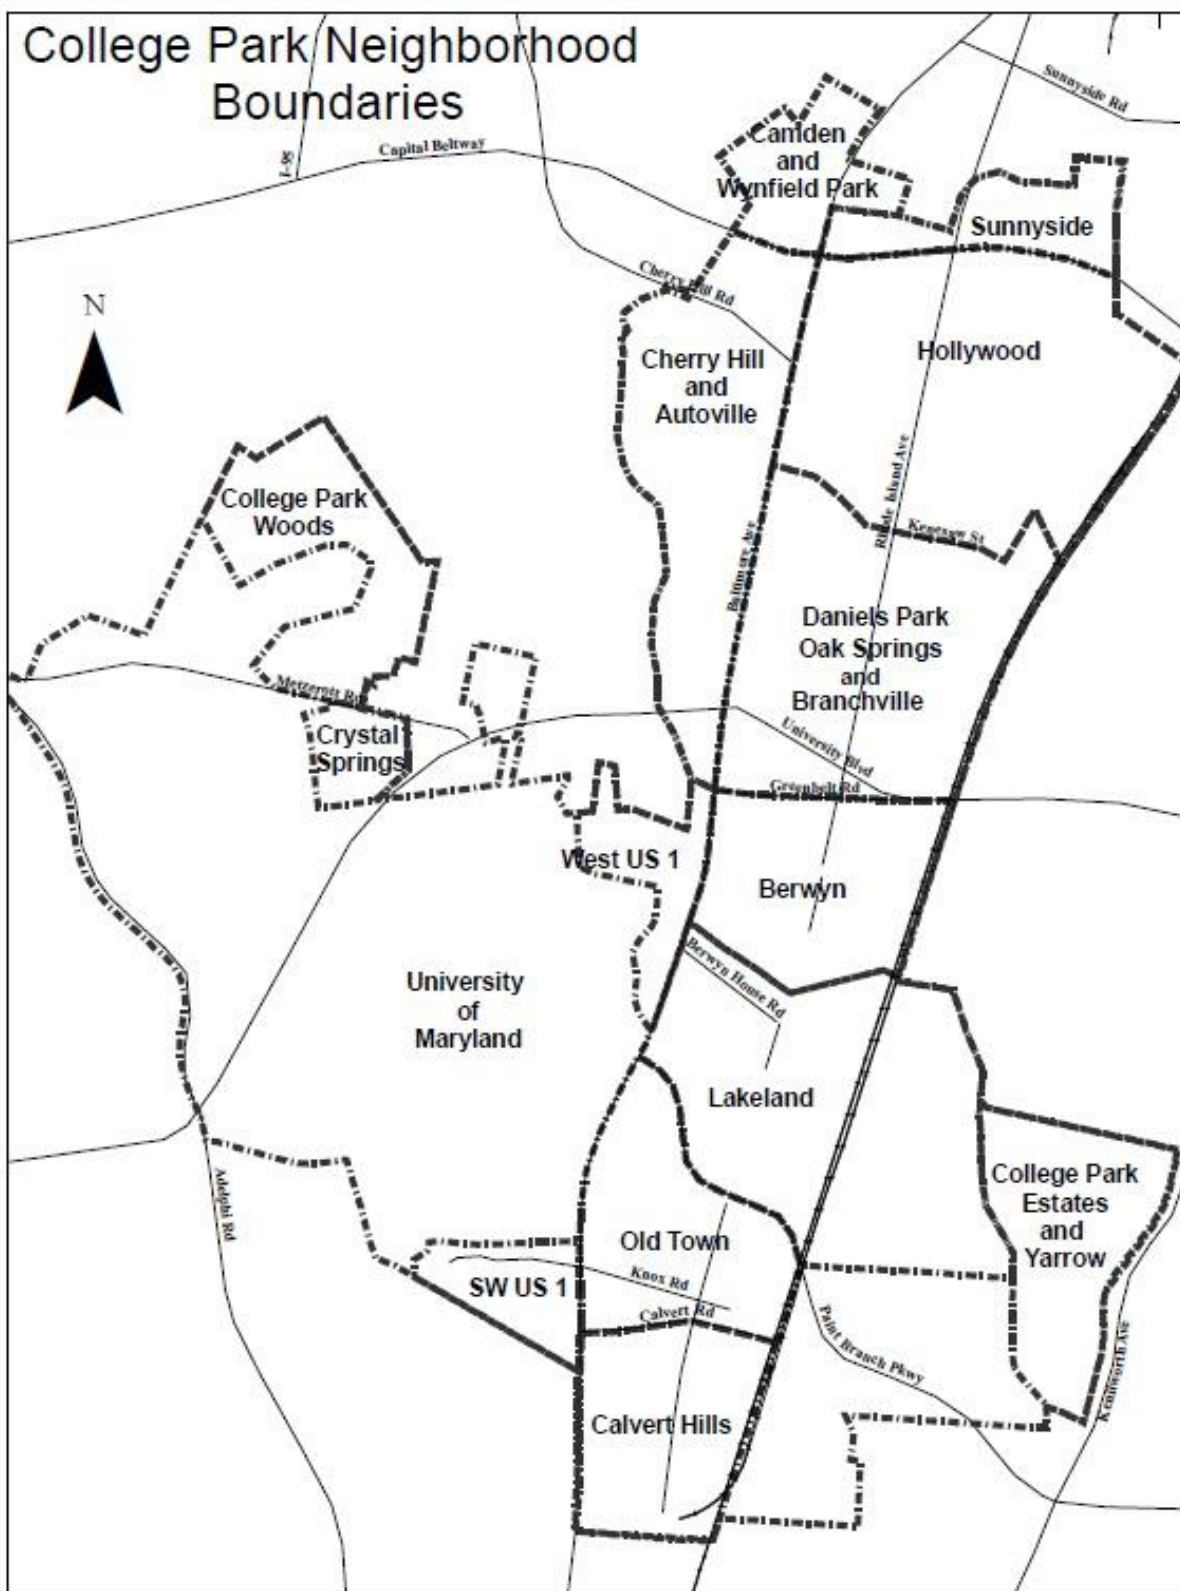 College Park Neighborhood
Boundaries
Sunnyside Rd
I-95
Capital Beltway
Camden
and
Wynfield Park
Sunnyside
N
Cherry Hill Rd
Hollywood
Cherry Hill
and
Autoville
College Park
Woods
Rhode Island Ave
Kenesaw St
Baltimore Ave
Daniels Park
Oak Springs
and
Branchville
Metzerott Rd
Crystal
Springs
University Blvd
Greenbelt Rd
West US 1
Berwyn
Berwyn House Rd
University
of
Maryland
Lakeland
College Park
Estates
and
Yarrow
Adelphi Rd
Old Town
SW US 1
Knox Rd
Calvert Rd
Paint Branch Pkwy
Kenilworth Ave
Calvert Hills